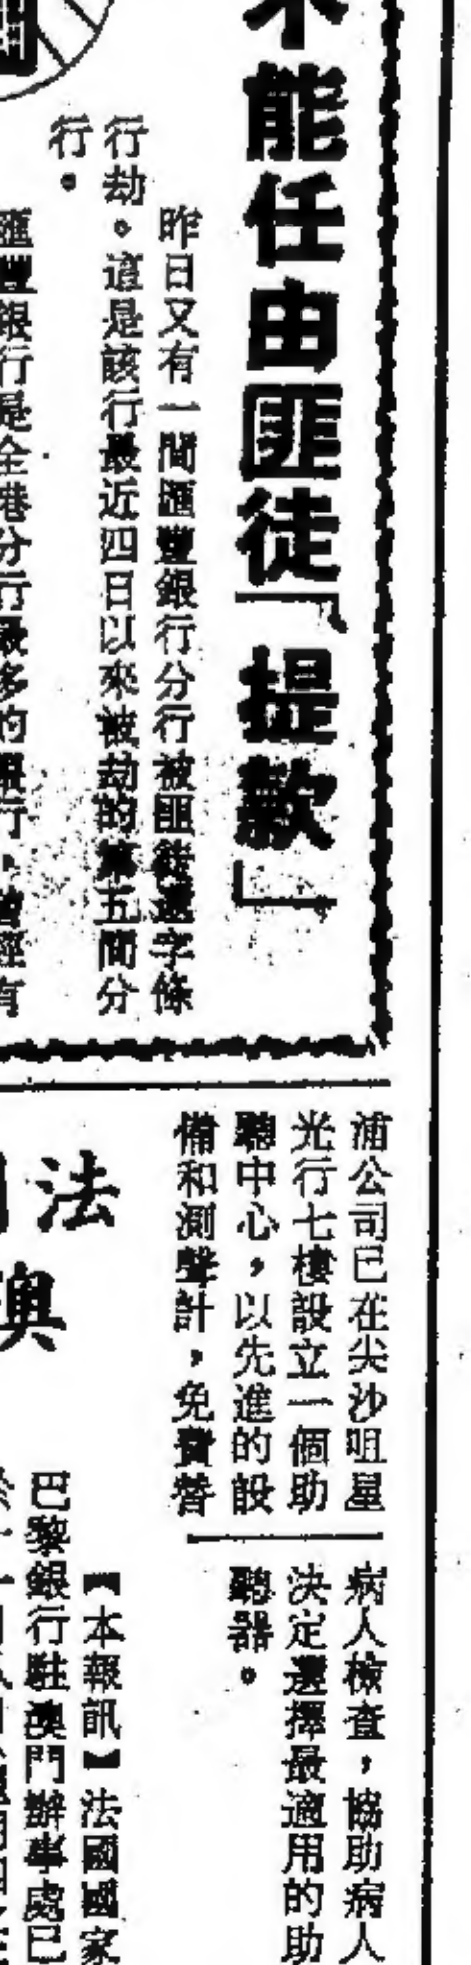 能任由匪徒「提款」
昨日又有一間匯豐銀行分行被匪徒遞字條
行劫。這是該行最近四日以來被劫的第五間分
行。
匯豐銀行是全港分行最多的銀行，曾經有
浦公司已在尖沙咀星
光行七樓設立一個助
聽中心，以先進的設
備和測聲計，免費替
病人檢查，協助病人
決定選擇最適用的助
聽器。
法
澳
【本報訊】法國國家
巴黎銀行駐澳門辦事處已